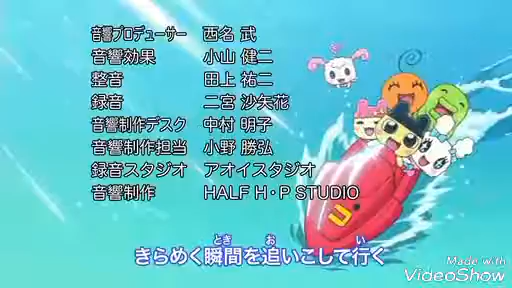 音響プロデューサー 西名 武
音響効果 小山 健二
整音 田上 祐二
録音 二宮 沙矢花
音響制作デスク 中村 明子
音響制作担当 小野 勝弘
録音スタジオ アオイスタジオ
音響制作 HALF H・P STUDIO
コ
とき お い
きらめく瞬間を追いこして行く
Made with
VideoShow